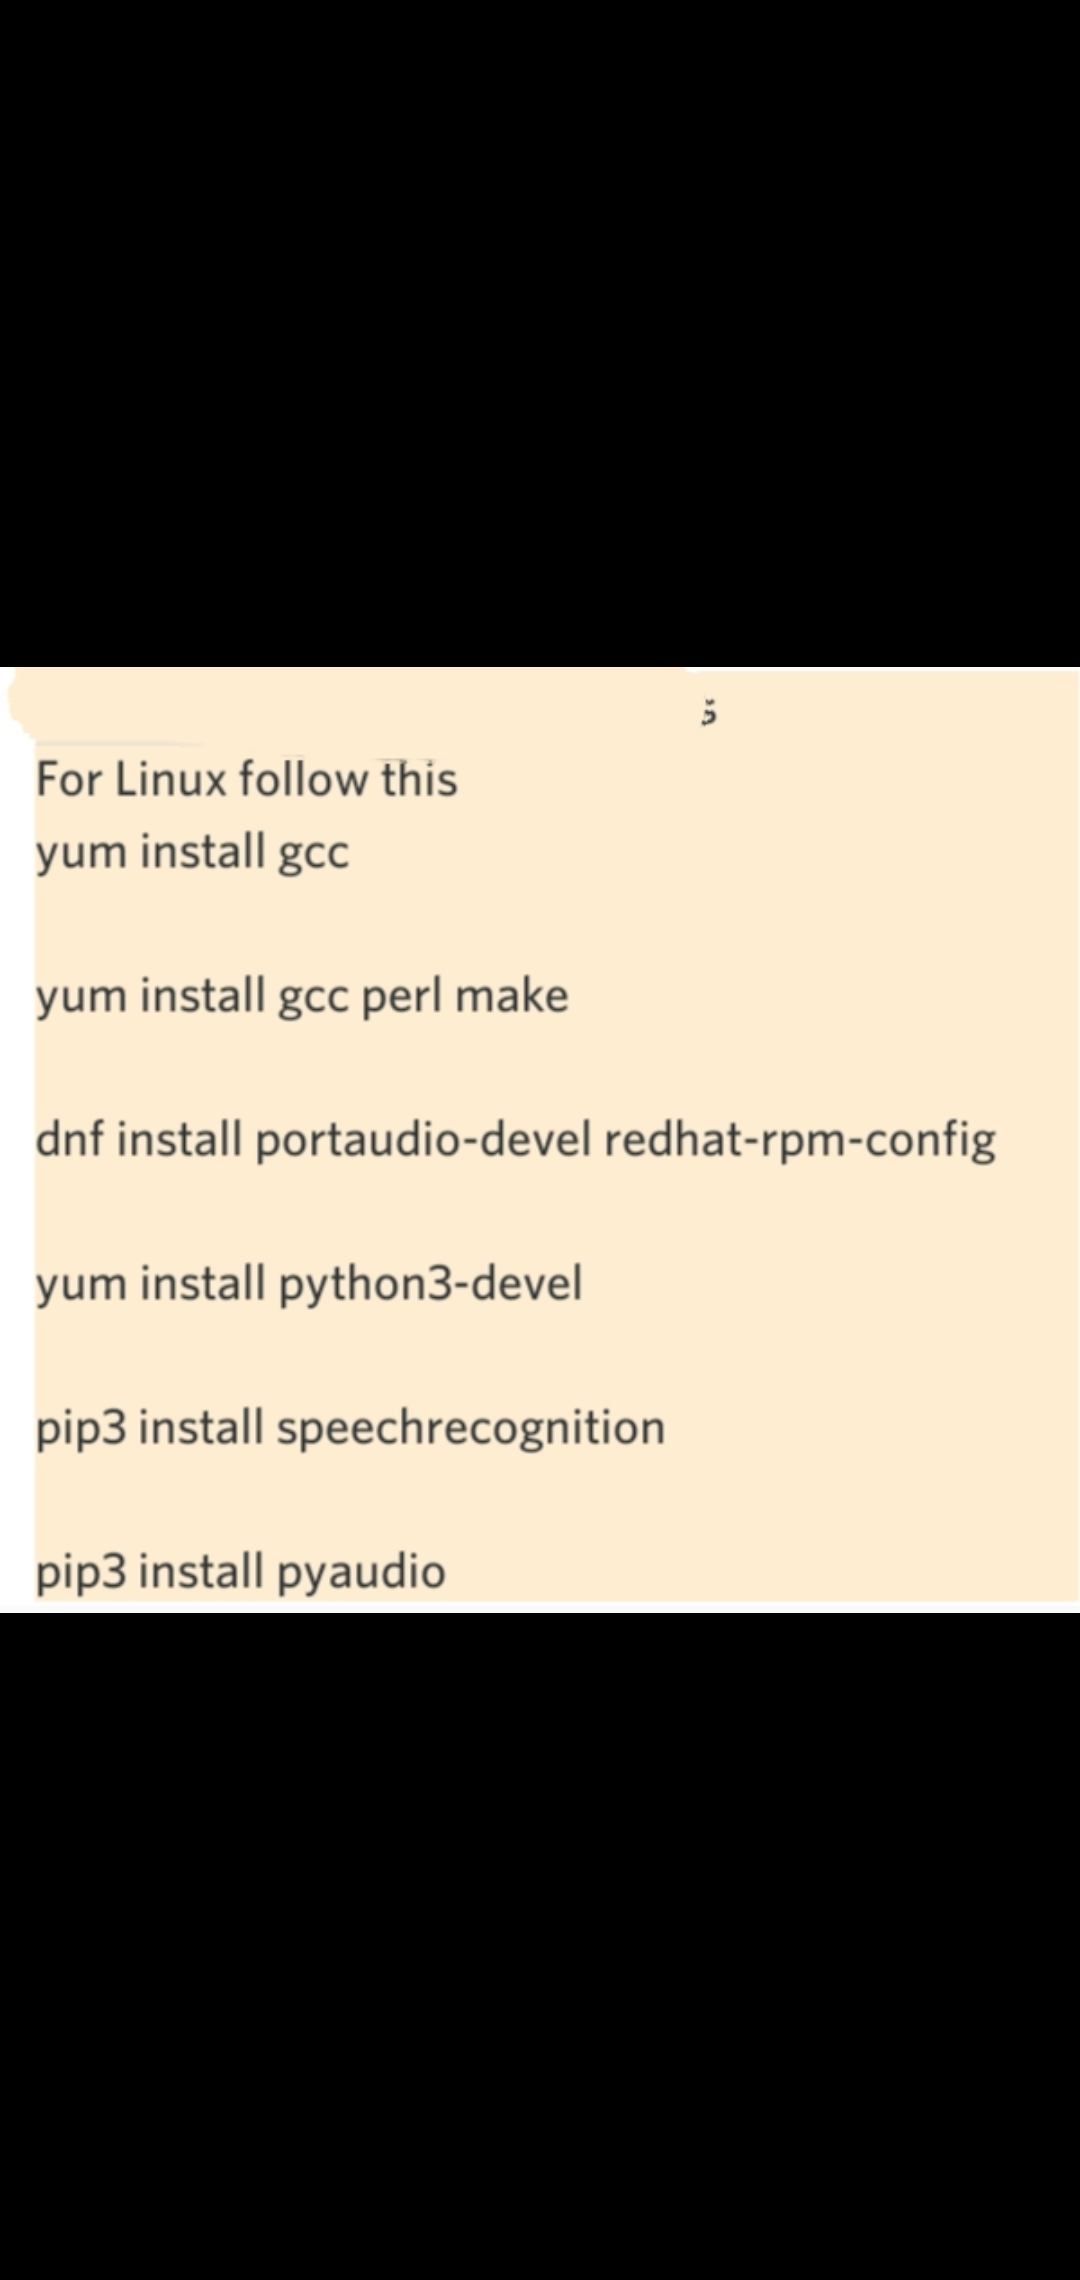 For Linux follow this
yum install gcc
yum install gcc perl make
dnf install portaudio-devel redhat-rpm-config
yum install python3-devel
pip3 install speechrecognition
pip3 install pyaudio